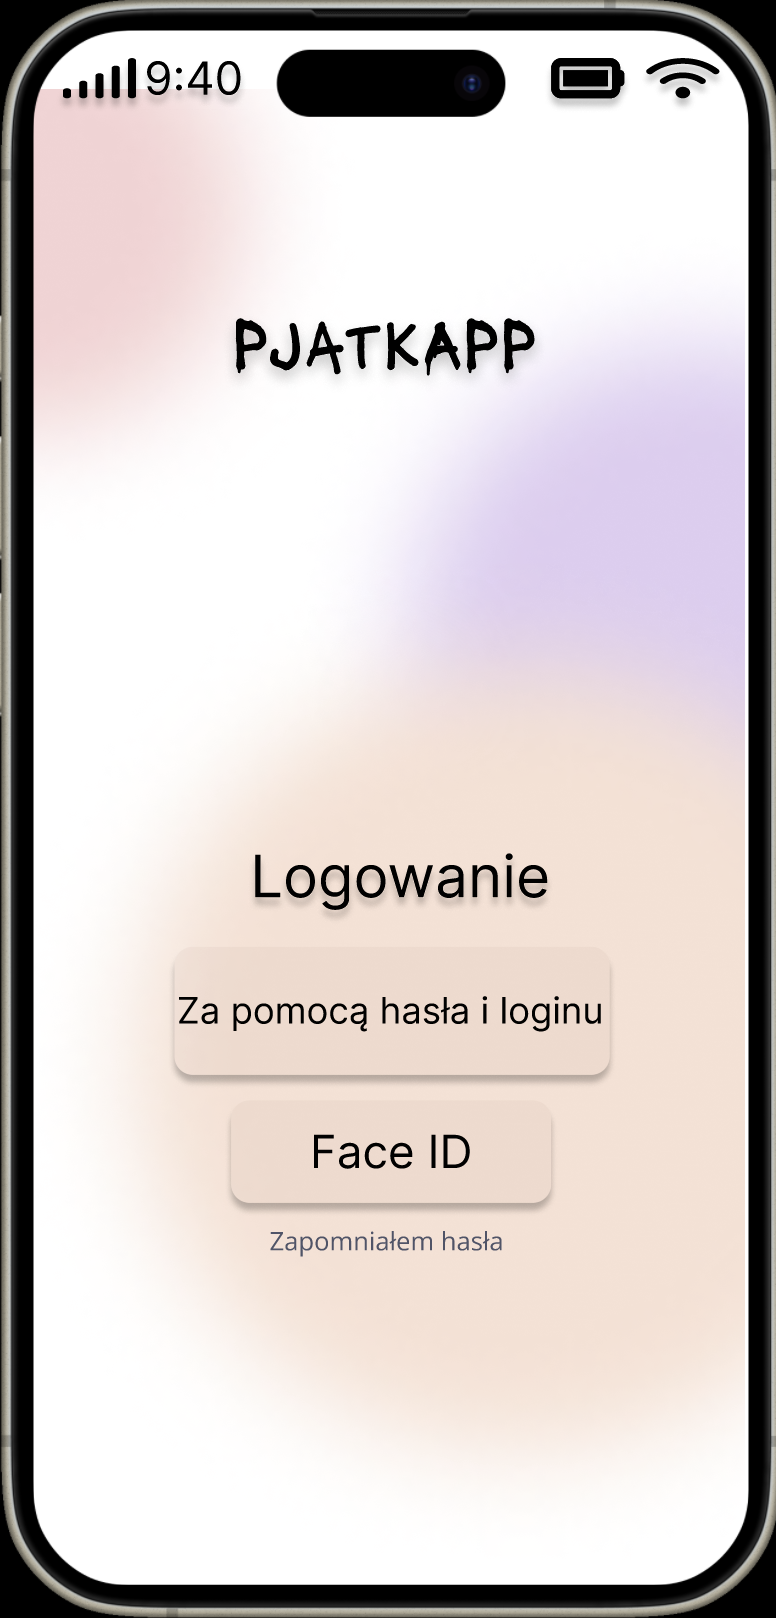 9:40
PJATKAPP
Logowanie
Za pomocą hasła i loginu
Face ID
Zapomniałem hasła